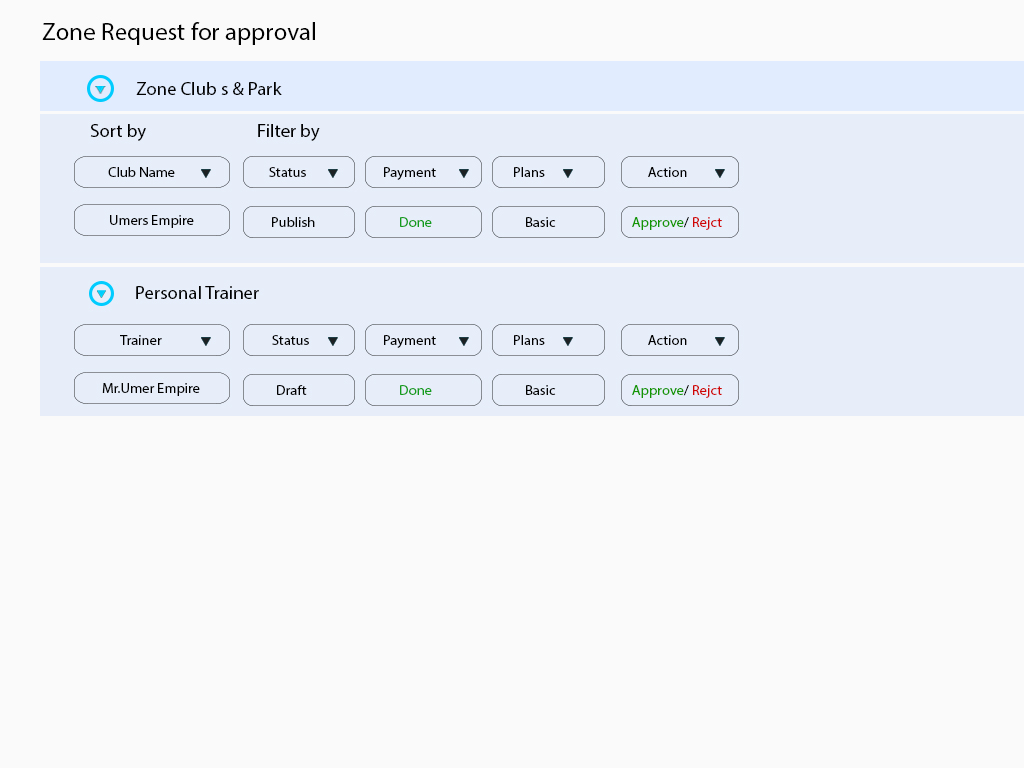 Zone Request for approval
Zone Club s & Park
Sort by Filter by
Club Name Status Payment Plans Action
Umers Empire Publish Done Basic Approve/ Rejct
Personal Trainer
Trainer Status Payment Plans Action
Mr.Umer Empire Draft Done Basic Approve/ Rejct